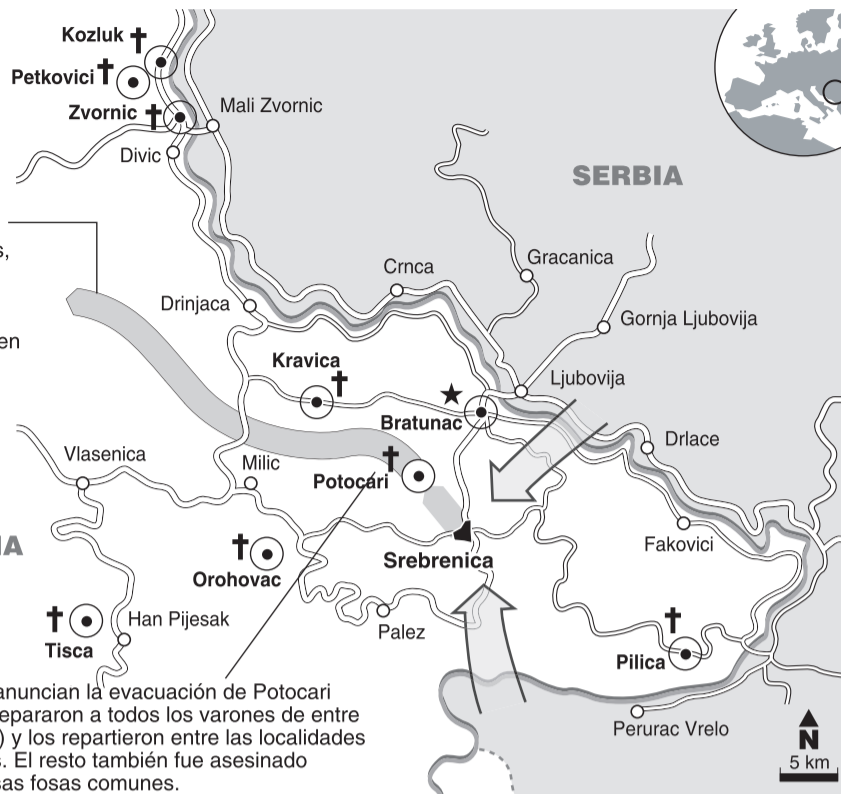 Kozluk
Petkovici
Zvornic
Mali Zvornic
Divic
SERBIA
s,
Gracanica
Crnca
Drinjaca
Gornja Ljubovija
en
Kravica
Ljubovija
Bratunac
Drlace
Vlasenica
Milic
Potocari
IA
Fakovici
Srebrenica
Orohovac
Han Pijesak
Palez
Tisca
Pilica
anuncian la evacuación de Potocari
epararon a todos los varones de entre
) y los repartieron entre las localidades
s. El resto también fue asesinado
sas fosas comunes.
Perurac Vrelo
N
5 km